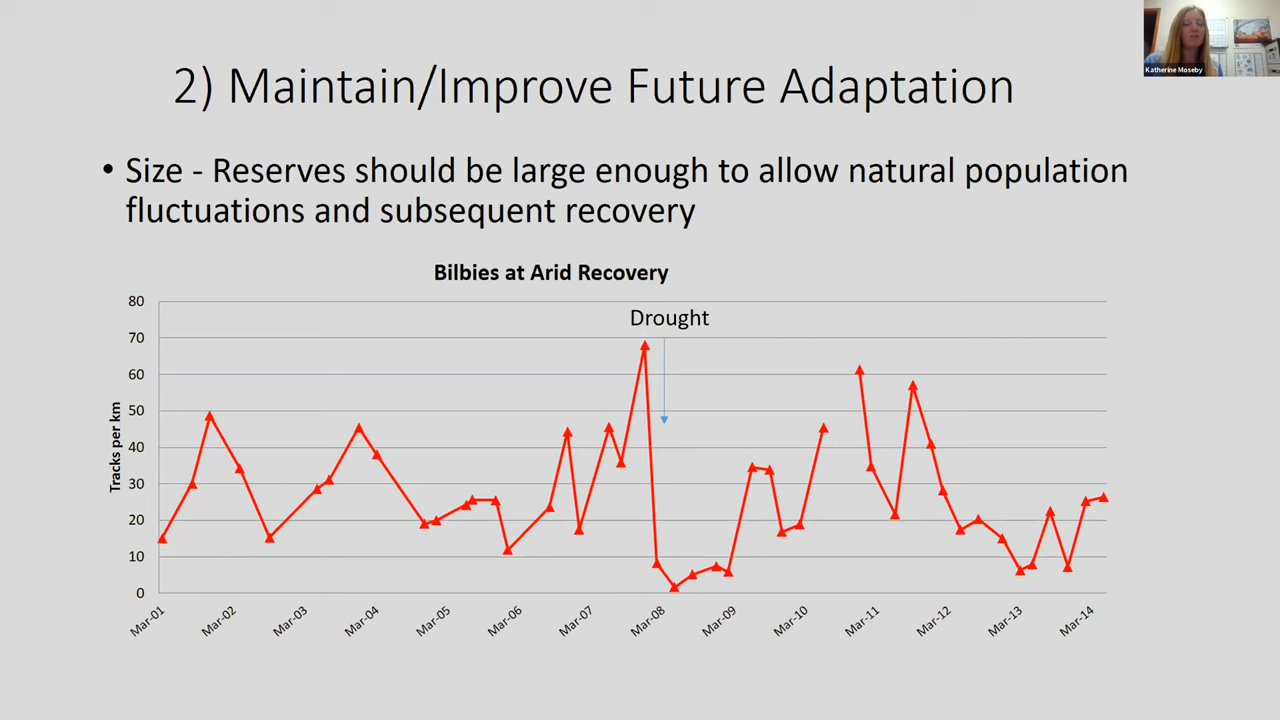 Katherine Moseby
2) Maintain/Improve Future Adaptation
• Size - Reserves should be large enough to allow natural population
fluctuations and subsequent recovery
Bilbies at Arid Recovery
Drought
Tracks per km
80
70
60
50
40
30
20
10
0
Mar-01
Mar-02
Mar-03
Mar-04
Mar-05
Mar-06
Mar-07
Mar-08
Mar-09
Mar-10
Mar-11
Mar-12
Mar-13
Mar-14